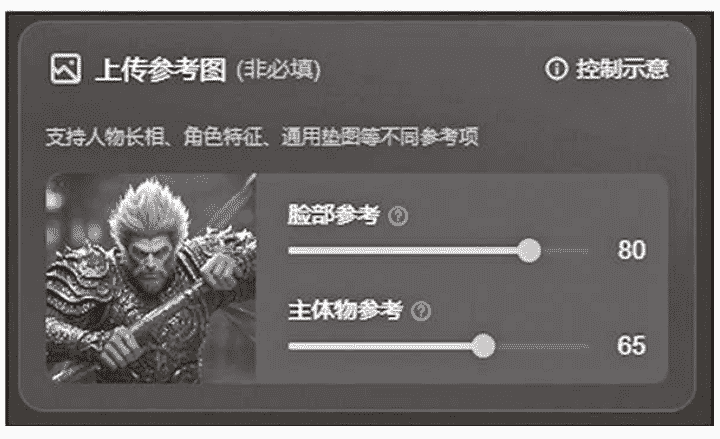 上传参考图 (非必填) 控制示意
支持人物长相、角色特征、通用垫图等不同参考项
脸部参考
80
主体物参考
65